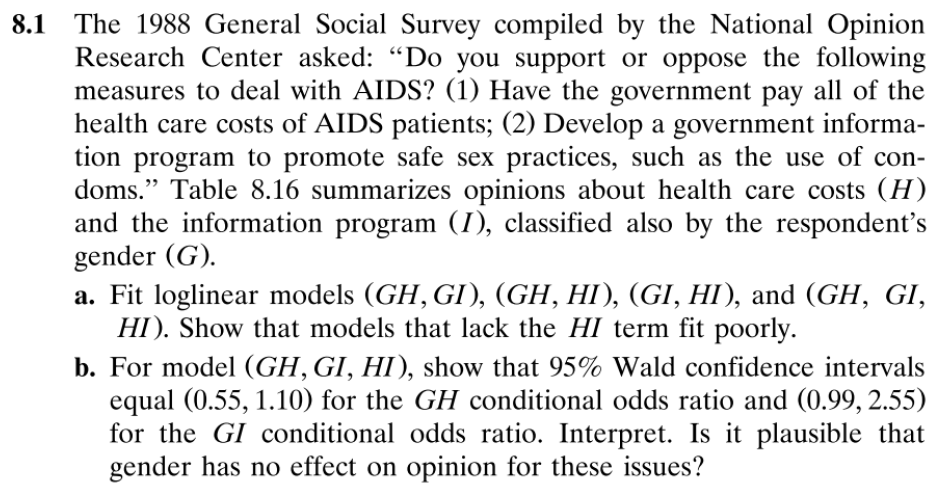 8.1 The 1988 General Social Survey compiled by the National Opinion
Research Center asked: “Do you support or oppose the following
measures to deal with AIDS? (1) Have the government pay all of the
health care costs of AIDS patients; (2) Develop a government informa-
tion program to promote safe sex practices, such as the use of con-
doms.” Table 8.16 summarizes opinions about health care costs (H)
and the information program (I), classified also by the respondent’s
gender (G).
a. Fit loglinear models (GH, GI), (GH, HI), (GI, HI), and (GH, GI,
HI). Show that models that lack the HI term fit poorly.
b. For model (GH, GI, HI), show that 95% Wald confidence intervals
equal (0.55, 1.10) for the GH conditional odds ratio and (0.99, 2.55)
for the GI conditional odds ratio. Interpret. Is it plausible that
gender has no effect on opinion for these issues?